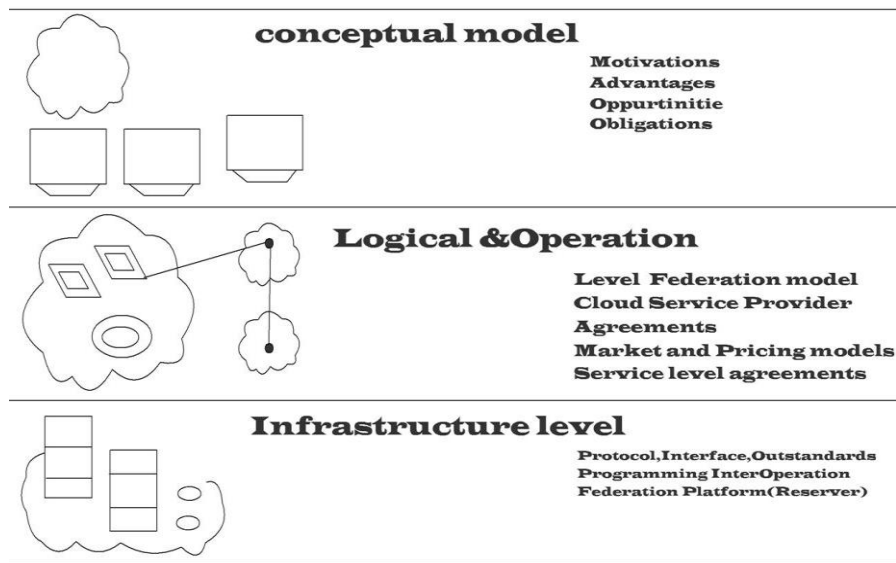 conceptual model
Motivations
Advantages
Oppurtinitie
Obligations
Logical &Operation
Level Federation model
Cloud Service Provider
Agreements
Market and Pricing models
Service level agreements
Infrastructure level
Protocol,Interface,Outstandards
Programming InterOperation
Federation Platform(Reserver)